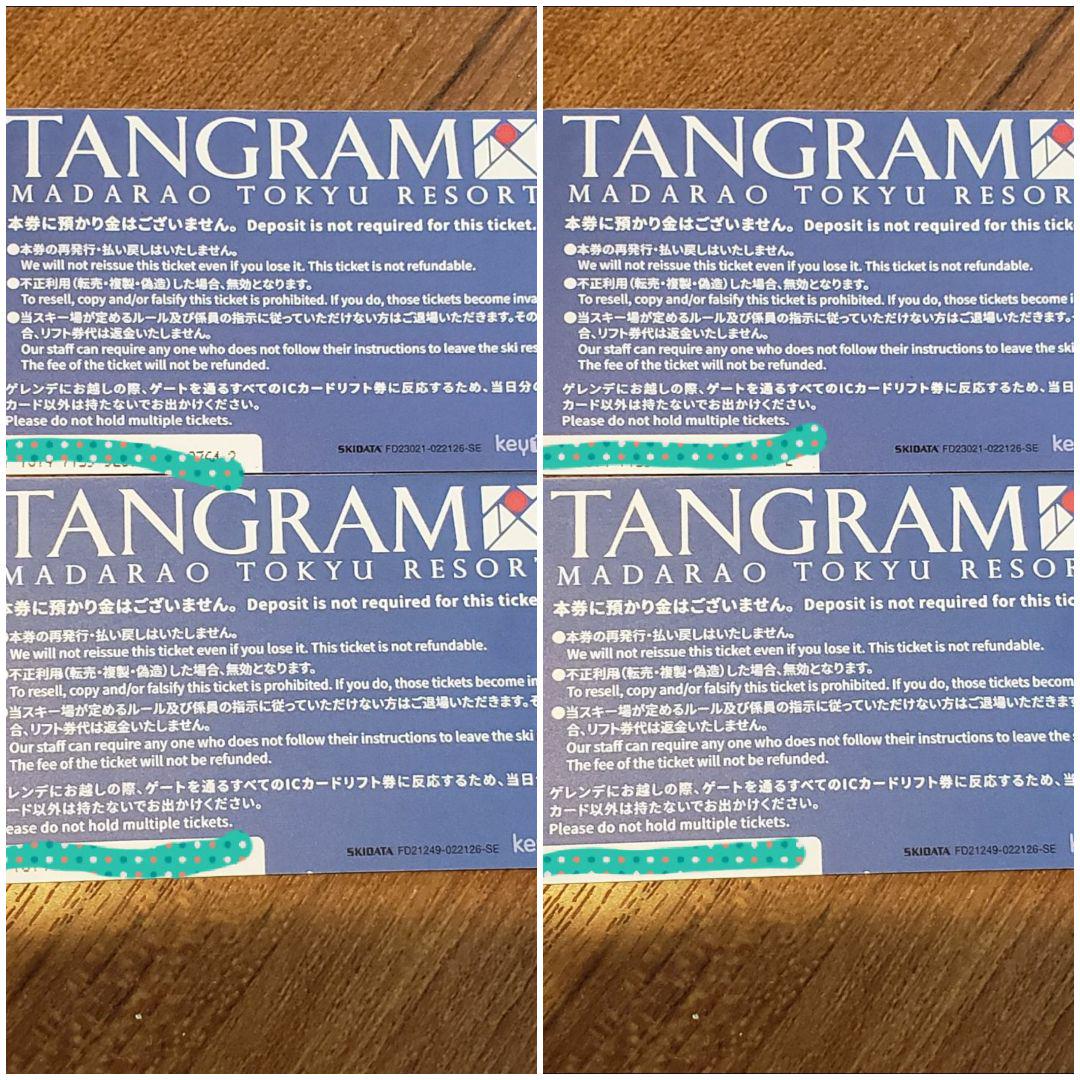 TANGRAM
MADARAO TOKYU RESORT
本券に預かり金はございません。Deposit is not required for this ticket.
●本券の再発行・払い戻しはいたしません。
We will not reissue this ticket even if you lose it. This ticket is not refundable.
●不正利用（転売・複製・偽造）した場合、無効となります。
To resell, copy and/or falsify this ticket is prohibited. If you do, those tickets become inva
●当スキー場が定めるルール及び係員の指示に従っていただけない方はご退場いただきます。その
合、リフト券代は返金いたしません。
Our staff can require any one who does not follow their instructions to leave the ski res
The fee of the ticket will not be refunded.
ゲレンデにお越しの際、ゲートを通るすべてのICカードリフト券に反応するため、当日分の
カード以外は持たないでお出かけください。
Please do not hold multiple tickets.
SKIDATA FD23021-022126-SE key
TANGRAM
MADARAO TOKYU RESOR
本券に預かり金はございません。Deposit is not required for this ticke
●本券の再発行・払い戻しはいたしません。
We will not reissue this ticket even if you lose it. This ticket is not refundable.
●不正利用（転売・複製・偽造）した場合、無効となります。
To resell, copy and/or falsify this ticket is prohibited. If you do, those tickets become in
●当スキー場が定めるルール及び係員の指示に従っていただけない方はご退場いただきます。そ
合、リフト券代は返金いたしません。
Our staff can require any one who does not follow their instructions to leave the ski
The fee of the ticket will not be refunded.
レンデにお越しの際、ゲートを通るすべてのICカードリフト券に反応するため、当日
ード以外は持たないでお出かけください。
ease do not hold multiple tickets.
SKIDATA FD21249-022126-SE ke
TANGRAM
MADARAO TOKYU RESOR
本券に預かり金はございません。Deposit is not required for this tick
●本券の再発行・払い戻しはいたしません。
We will not reissue this ticket even if you lose it. This ticket is not refundable.
●不正利用（転売・複製・偽造）した場合、無効となります。
To resell, copy and/or falsify this ticket is prohibited. If you do, those tickets become i
●当スキー場が定めるルール及び係員の指示に従っていただけない方はご退場いただきます。
合、リフト券代は返金いたしません。
Our staff can require any one who does not follow their instructions to leave the ski
The fee of the ticket will not be refunded.
ゲレンデにお越しの際、ゲートを通るすべてのICカードリフト券に反応するため、当日
カード以外は持たないでお出かけください。
Please do not hold multiple tickets.
SKIDATA FD23021-022126-SE ke
TANGRAM
MADARAO TOKYU RESOR
本券に預かり金はございません。Deposit is not required for this tic
●本券の再発行・払い戻しはいたしません。
We will not reissue this ticket even if you lose it. This ticket is not refundable.
●不正利用（転売・複製・偽造）した場合、無効となります。
To resell, copy and/or falsify this ticket is prohibited. If you do, those tickets becom
●当スキー場が定めるルール及び係員の指示に従っていただけない方はご退場いただきます
合、リフト券代は返金いたしません。
Our staff can require any one who does not follow their instructions to leave the
The fee of the ticket will not be refunded.
ゲレンデにお越しの際、ゲートを通るすべてのICカードリフト券に反応するため、当
カード以外は持たないでお出かけください。
Please do not hold multiple tickets.
SKIDATA FD21249-022126-SE